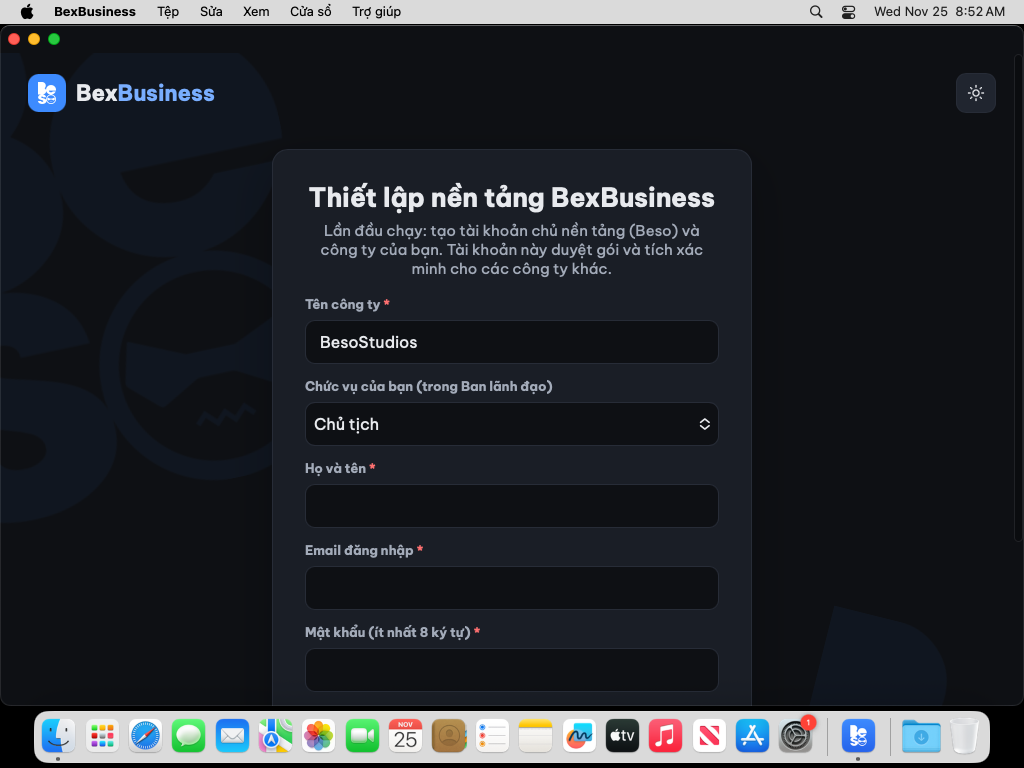 BexBusiness Tệp Sửa Xem Cửa sổ Trợ giúp Wed Nov 25 8:52 AM
BexBusiness
Thiết lập nền tảng BexBusiness
Lần đầu chạy: tạo tài khoản chủ nền tảng (Beso) và
công ty của bạn. Tài khoản này duyệt gói và tích xác
minh cho các công ty khác.
Tên công ty *
BesoStudios
Chức vụ của bạn (trong Ban lãnh đạo)
Chủ tịch
Họ và tên *
Email đăng nhập *
Mật khẩu (ít nhất 8 ký tự) *
NOV
25
tv
1